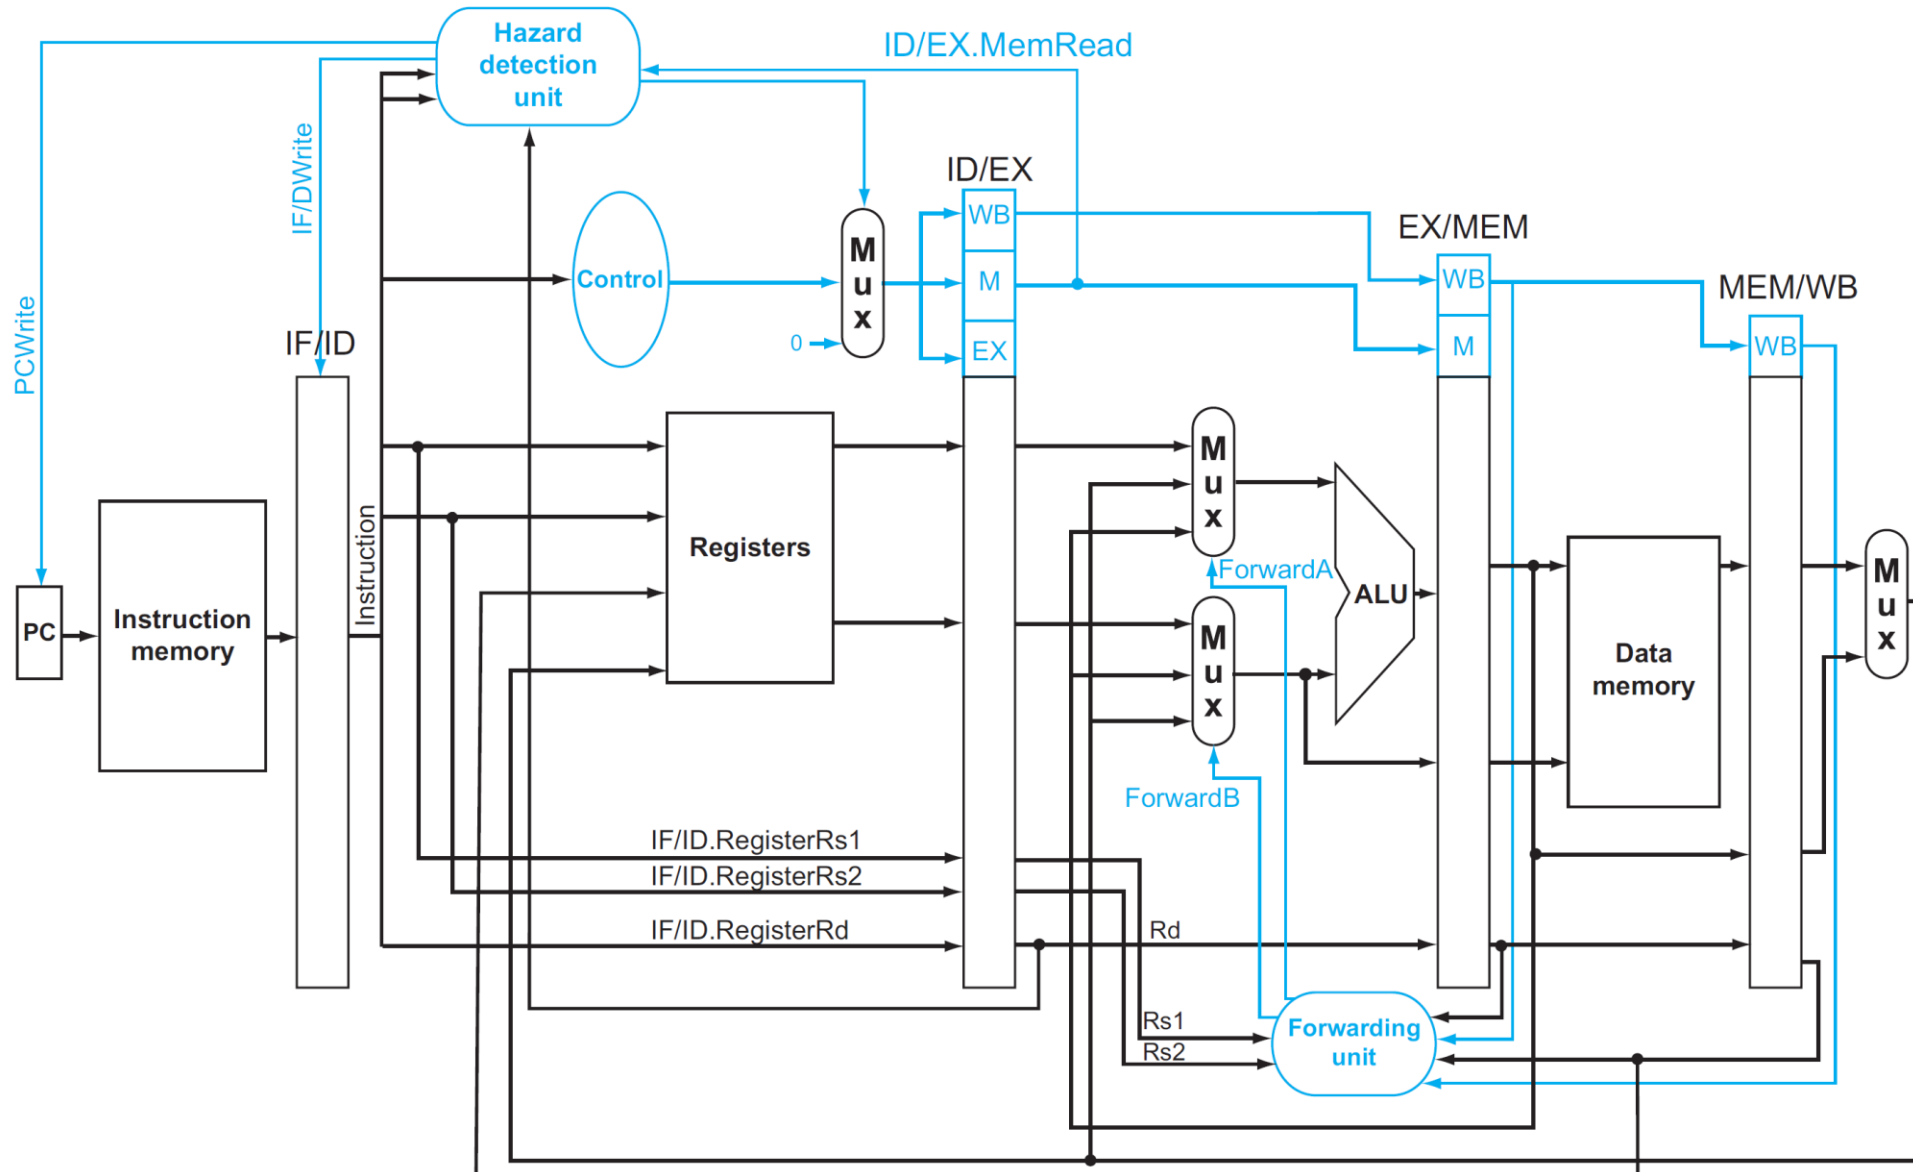 Hazard
detection
unit
ID/EX.MemRead
PCWrite
IF/DWrite
ID/EX
WB
M
EX
Control
0
M
u
x
EX/MEM
WB
M
MEM/WB
WB
IF/ID
Instruction
PC
Instruction
memory
Registers
M
u
x
ForwardA
M
u
x
ForwardB
ALU
Data
memory
M
u
x
IF/ID.RegisterRs1
IF/ID.RegisterRs2
IF/ID.RegisterRd
Rd
Rs1
Rs2
Forwarding
unit